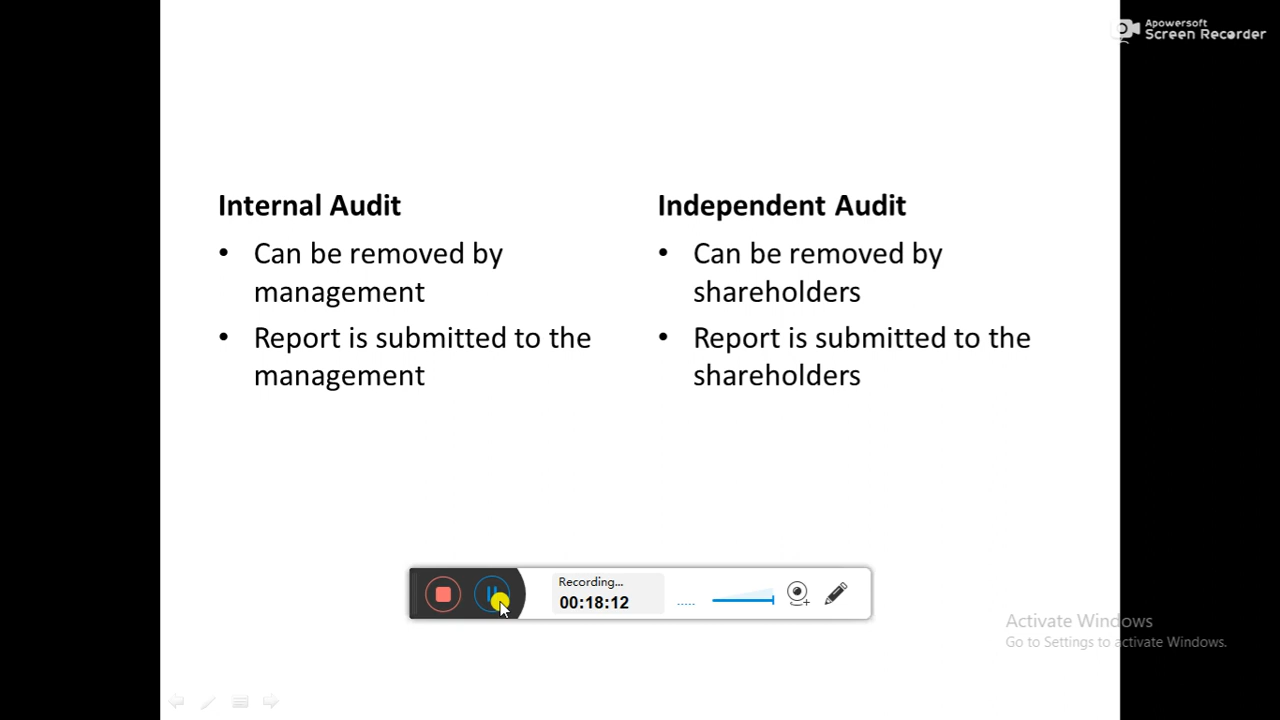 Apowersoft
Screen Recorder
Internal Audit
• Can be removed by
management
• Report is submitted to the
management
Independent Audit
• Can be removed by
shareholders
• Report is submitted to the
shareholders
Recording...
00:18:12
Activate Windows
Go to Settings to activate Windows.